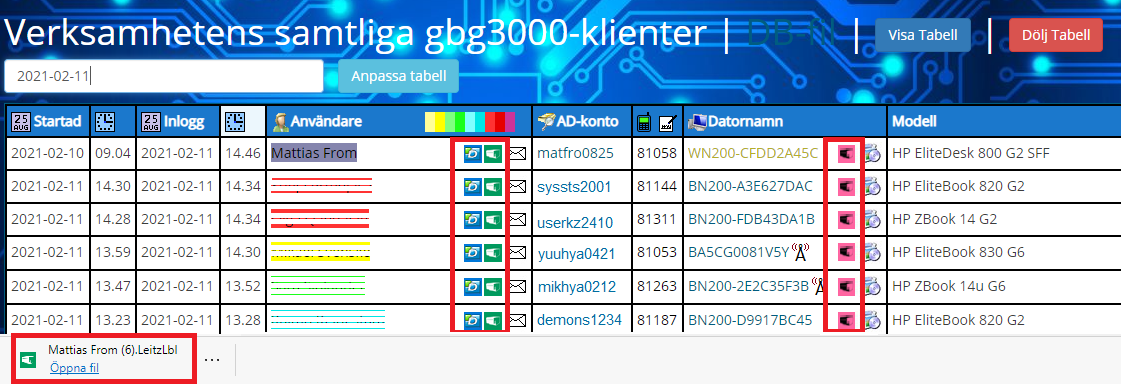 Verksamhetens samtliga gbg3000-klienter | DB-fil | Visa Tabell | Dölj Tabell
2021-02-11 Anpassa tabell
25 AUG Startad 25 AUG Inlogg Användare AD-konto Datornamn Modell
2021-02-10 09.04 2021-02-11 14.46 Mattias From matfro0825 81058 WN200-CFDD2A45C HP EliteDesk 800 G2 SFF
2021-02-11 14.30 2021-02-11 14.34 syssts2001 81144 BN200-A3E627DAC HP EliteBook 820 G2
2021-02-11 14.28 2021-02-11 14.34 userkz2410 81311 BN200-FDB43DA1B HP ZBook 14 G2
2021-02-11 13.59 2021-02-11 14.30 yuuhya0421 81053 BA5CG0081V5Y HP EliteBook 830 G6
2021-02-11 13.47 2021-02-11 13.52 mikhya0212 81263 BN200-2E2C35F3B HP ZBook 14u G6
2021-02-11 13.23 2021-02-11 13.28 demons1234 81187 BN200-D9917BC45 HP EliteBook 820 G2
Mattias From (6).LeitzLbl ...
Öppna fil